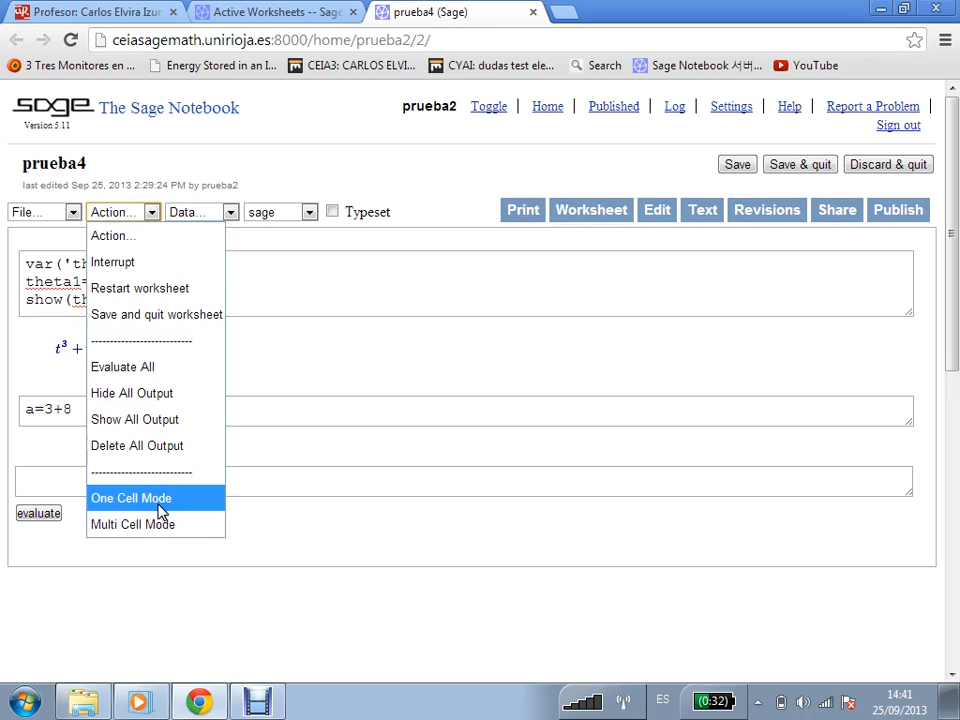 Profesor: Carlos Elvira Izur
Active Worksheets -- Sage
prueba4 (Sage)
ceiasagemath.unirioja.es:8000/home/prueba2/2/
3 Tres Monitores en ...
Energy Stored in an I...
CEIA3: CARLOS ELVI...
CYAI: dudas test ele...
Search
Sage Notebook 서버...
YouTube
sage The Sage Notebook
Version 5.11
prueba2 Toggle | Home | Published | Log | Settings | Help | Report a Problem |
Sign out
prueba4
Save Save & quit Discard & quit
last edited Sep 25, 2013 2:29:24 PM by prueba2
File... Action... Data... sage Typeset
Print Worksheet Edit Text Revisions Share Publish
Action...
Interrupt
Restart worksheet
Save and quit worksheet
---------------------------
Evaluate All
Hide All Output
Show All Output
Delete All Output
---------------------------
One Cell Mode
Multi Cell Mode
var('th
theta1=
show(th
t³ +
a=3+8
evaluate
ES
(0:32)
14:41
25/09/2013